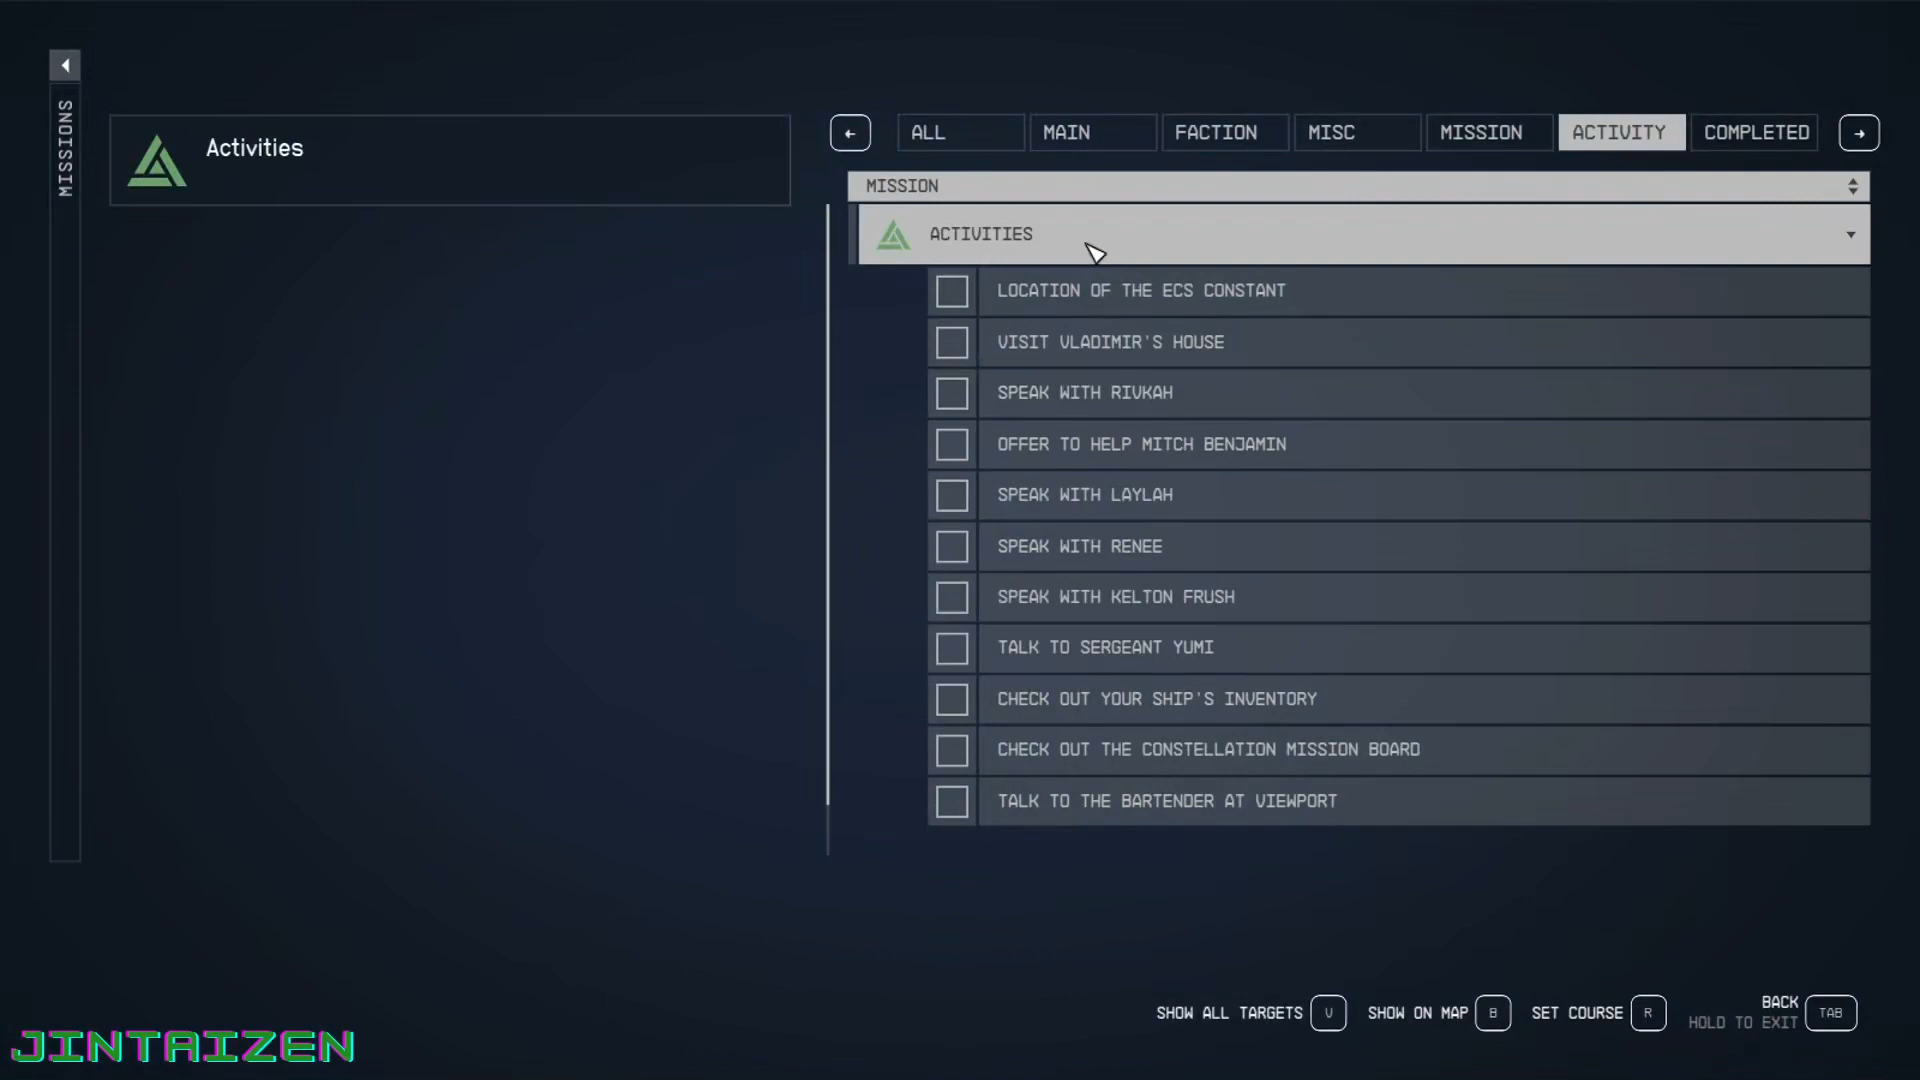 MISSIONS
Activities
ALL
MAIN
FACTION
MISC
MISSION
ACTIVITY
COMPLETED
MISSION
ACTIVITIES
LOCATION OF THE ECS CONSTANT
VISIT VLADIMIR'S HOUSE
SPEAK WITH RIVKAH
OFFER TO HELP MITCH BENJAMIN
SPEAK WITH LAYLAH
SPEAK WITH RENEE
SPEAK WITH KELTON FRUSH
TALK TO SERGEANT YUMI
CHECK OUT YOUR SHIP'S INVENTORY
CHECK OUT THE CONSTELLATION MISSION BOARD
TALK TO THE BARTENDER AT VIEWPORT
SHOW ALL TARGETS V
SHOW ON MAP B
SET COURSE R
BACK TAB
HOLD TO EXIT
JINTAIZEN